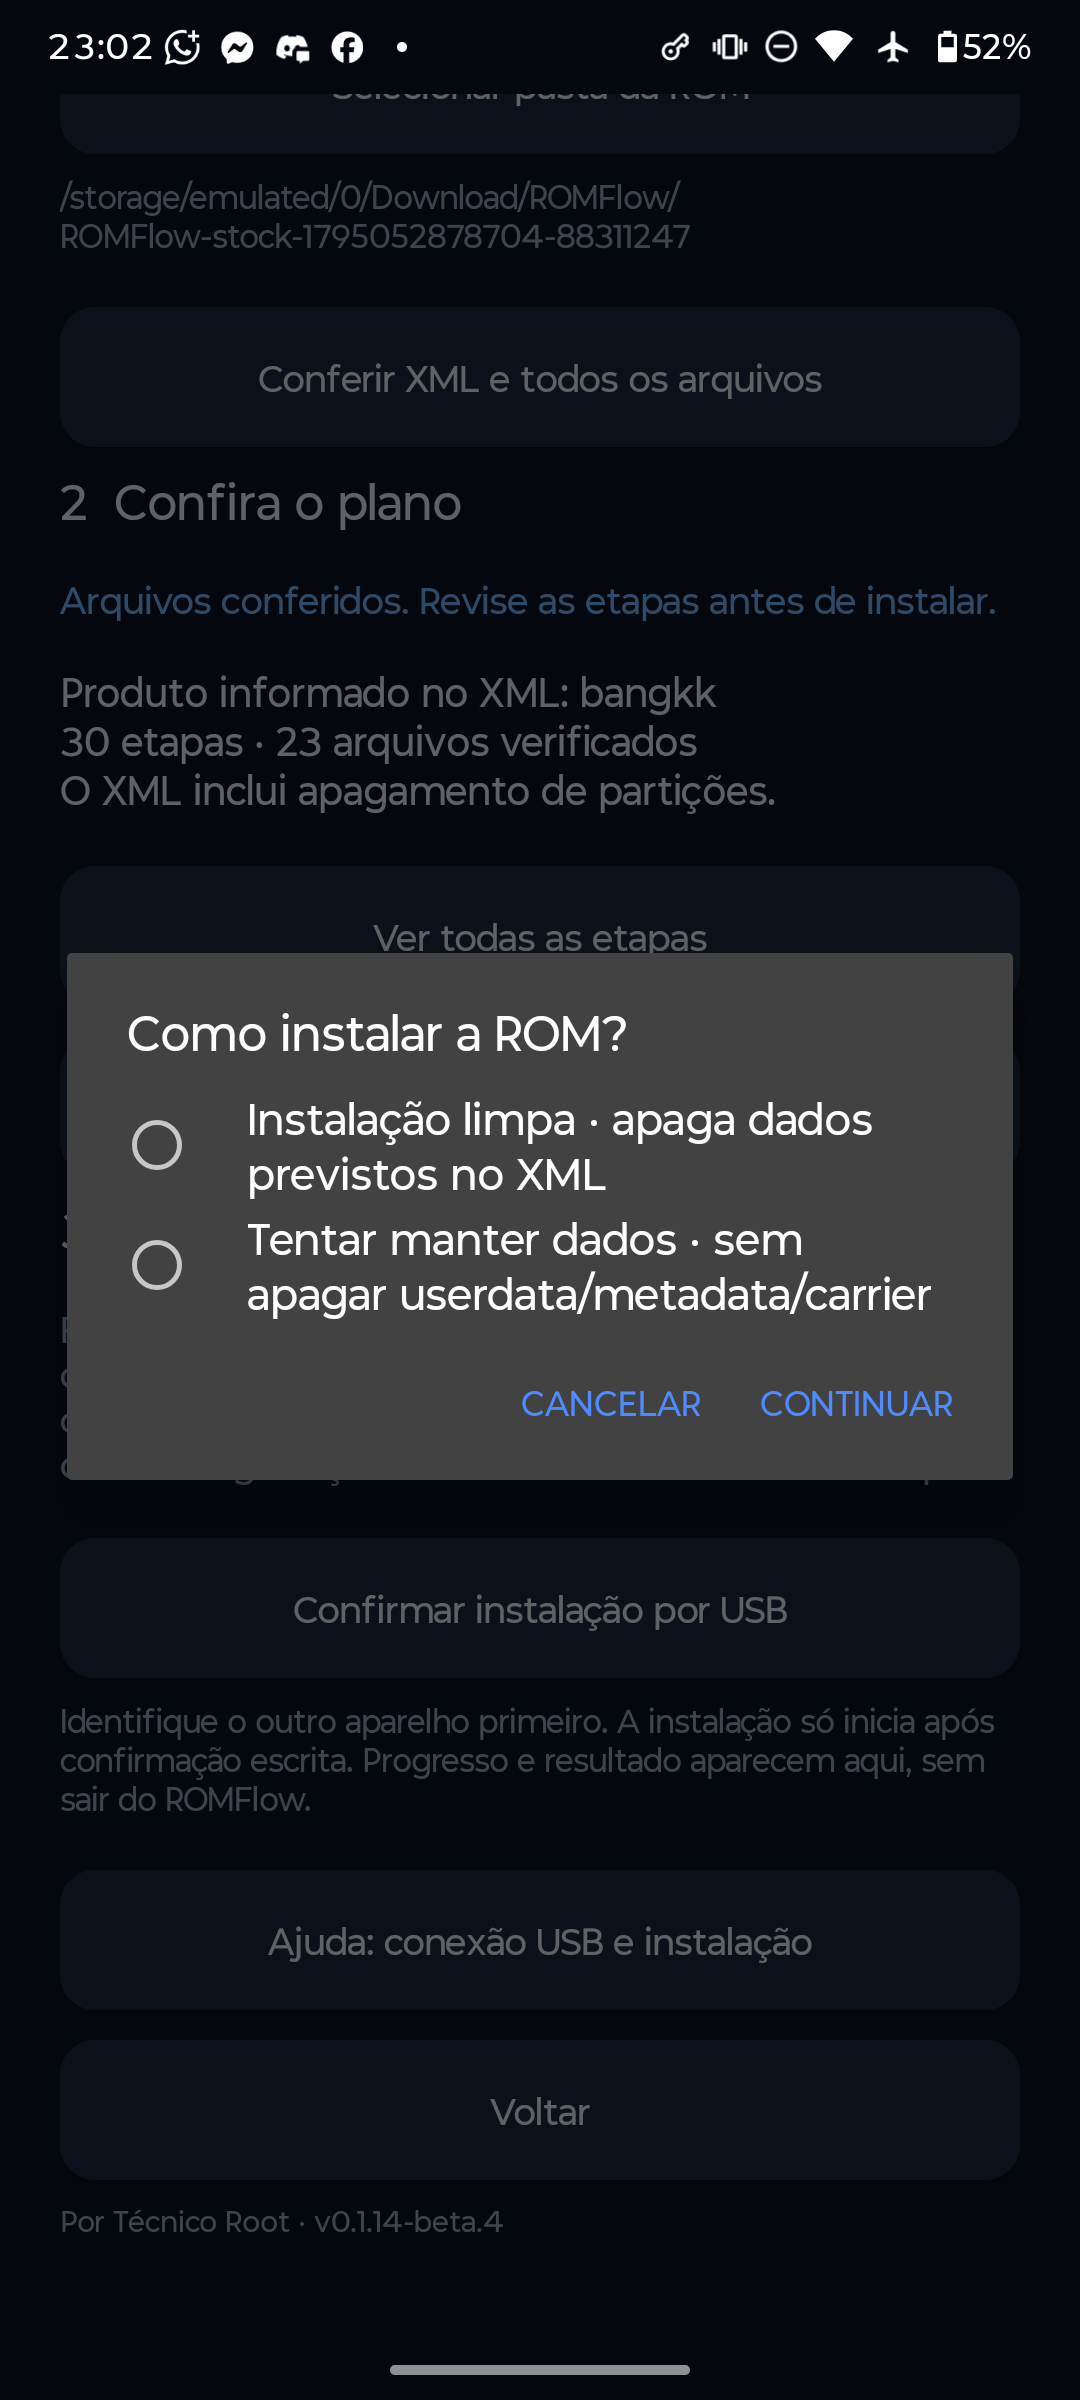 23:02
52%
Selecionar pasta da ROM
/storage/emulated/0/Download/ROMFlow/
ROMFlow-stock-1795052878704-88311247
Conferir XML e todos os arquivos
2 Confira o plano
Arquivos conferidos. Revise as etapas antes de instalar.
Produto informado no XML: bangkk
30 etapas · 23 arquivos verificados
O XML inclui apagamento de partições.
Ver todas as etapas
Como instalar a ROM?
Instalação limpa · apaga dados
previstos no XML
Tentar manter dados · sem
apagar userdata/metadata/carrier
CANCELAR
CONTINUAR
Confirmar instalação por USB
Identifique o outro aparelho primeiro. A instalação só inicia após
confirmação escrita. Progresso e resultado aparecem aqui, sem
sair do ROMFlow.
Ajuda: conexão USB e instalação
Voltar
Por Técnico Root · v0.1.14-beta.4